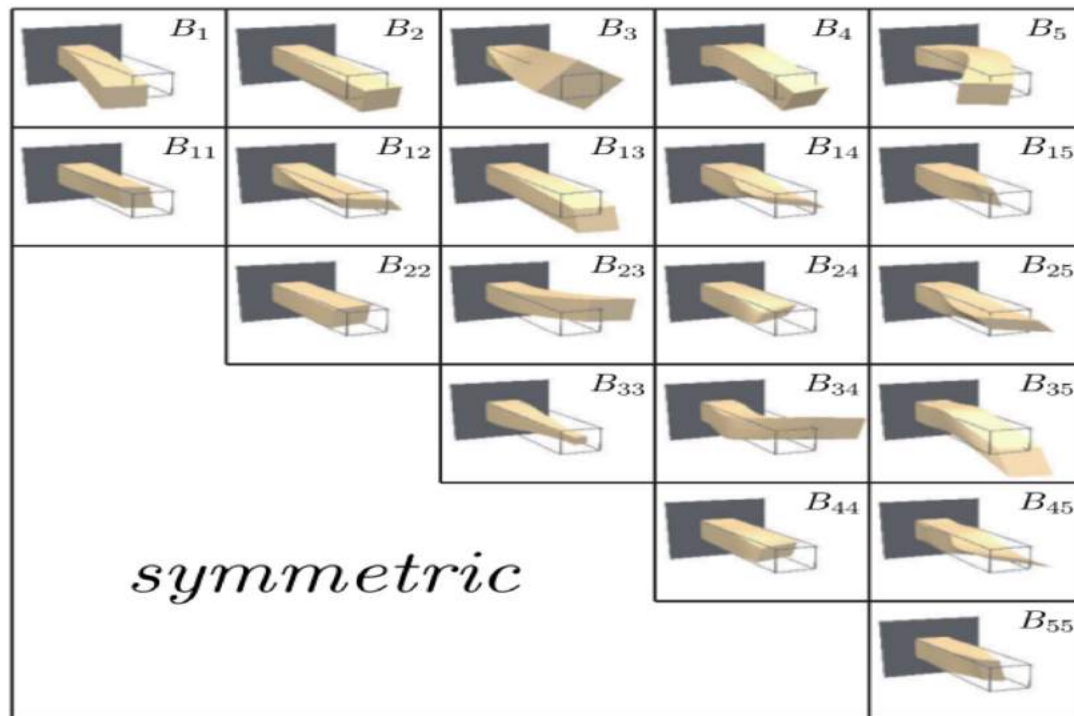 B₁ B₂ B₃ B₄ B₅
B₁₁ B₁₂ B₁₃ B₁₄ B₁₅
B₂₂ B₂₃ B₂₄ B₂₅
B₃₃ B₃₄ B₃₅
B₄₄ B₄₅
symmetric
B₅₅